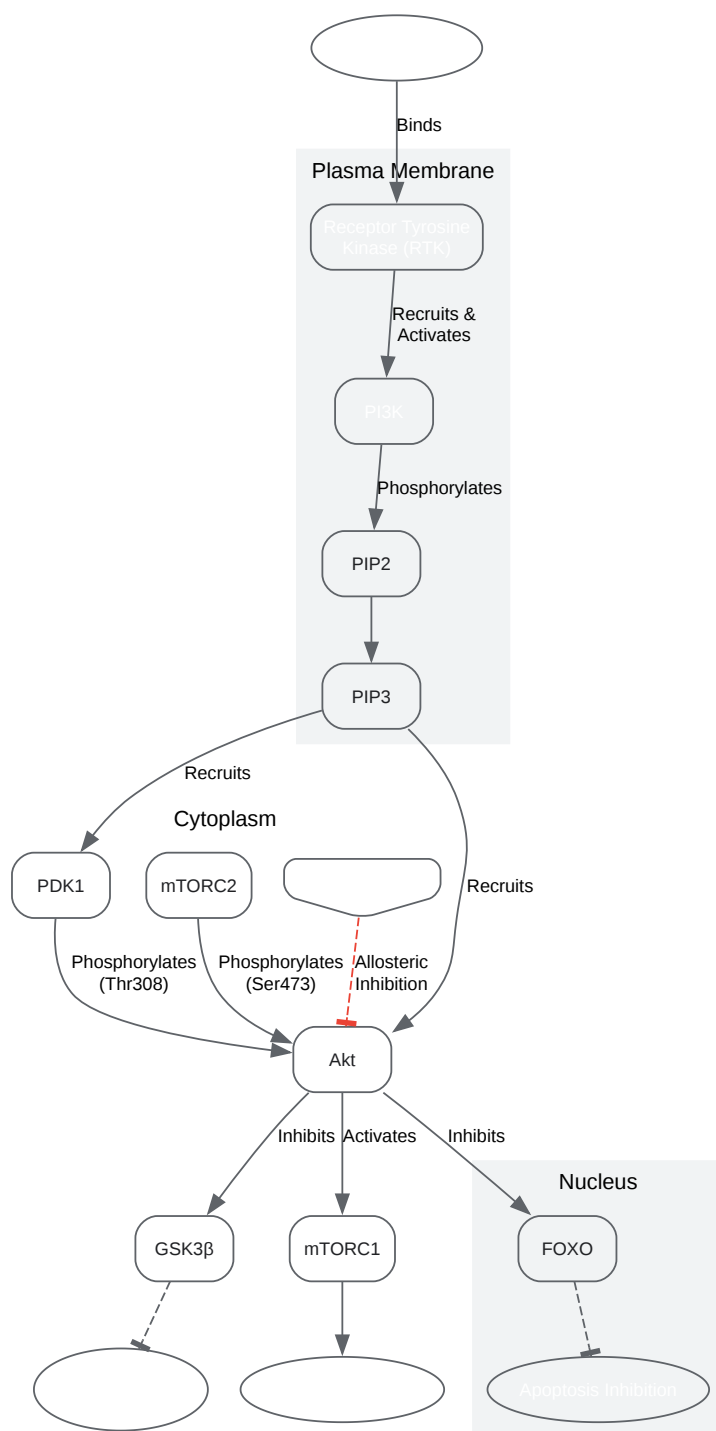 Binds
Plasma Membrane
Receptor Tyrosine
Kinase (RTK)
Recruits &
Activates
PI3K
Phosphorylates
PIP2
PIP3
Recruits
Cytoplasm
PDK1
mTORC2
Recruits
Phosphorylates
(Thr308)
Phosphorylates
(Ser473)
Allosteric
Inhibition
Akt
Inhibits
Activates
Inhibits
Nucleus
GSK3β
mTORC1
FOXO
Apoptosis Inhibition